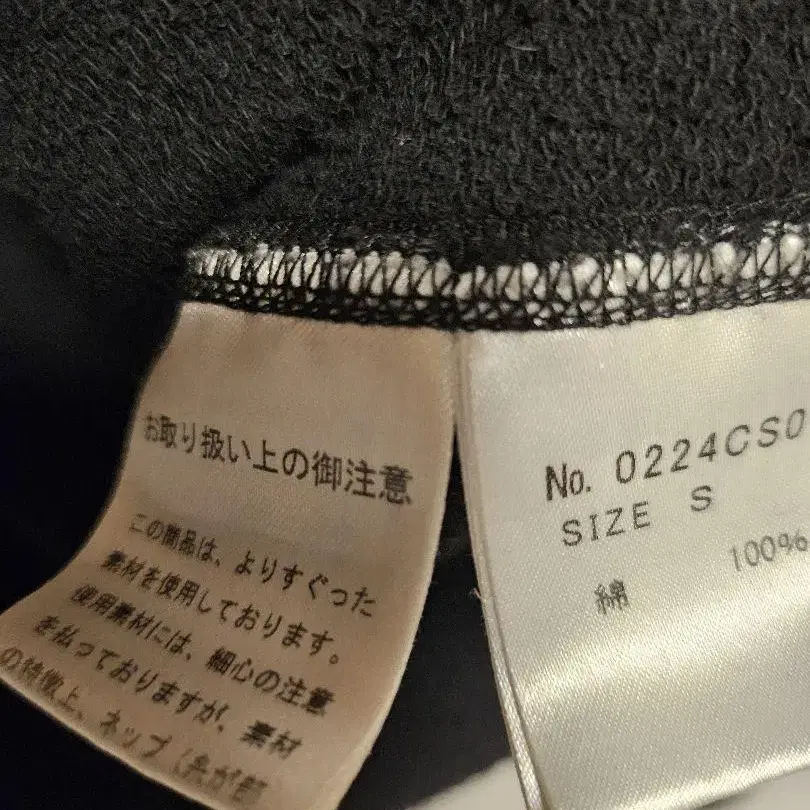 お取り扱い上の御注意
この商品は、よりすぐった
素材を使用しております。
使用素材には、細心の注意
を払っておりますが、素材
の特徴上、ネップ(糸が
No. 0224CS0
SIZE S
綿 100%